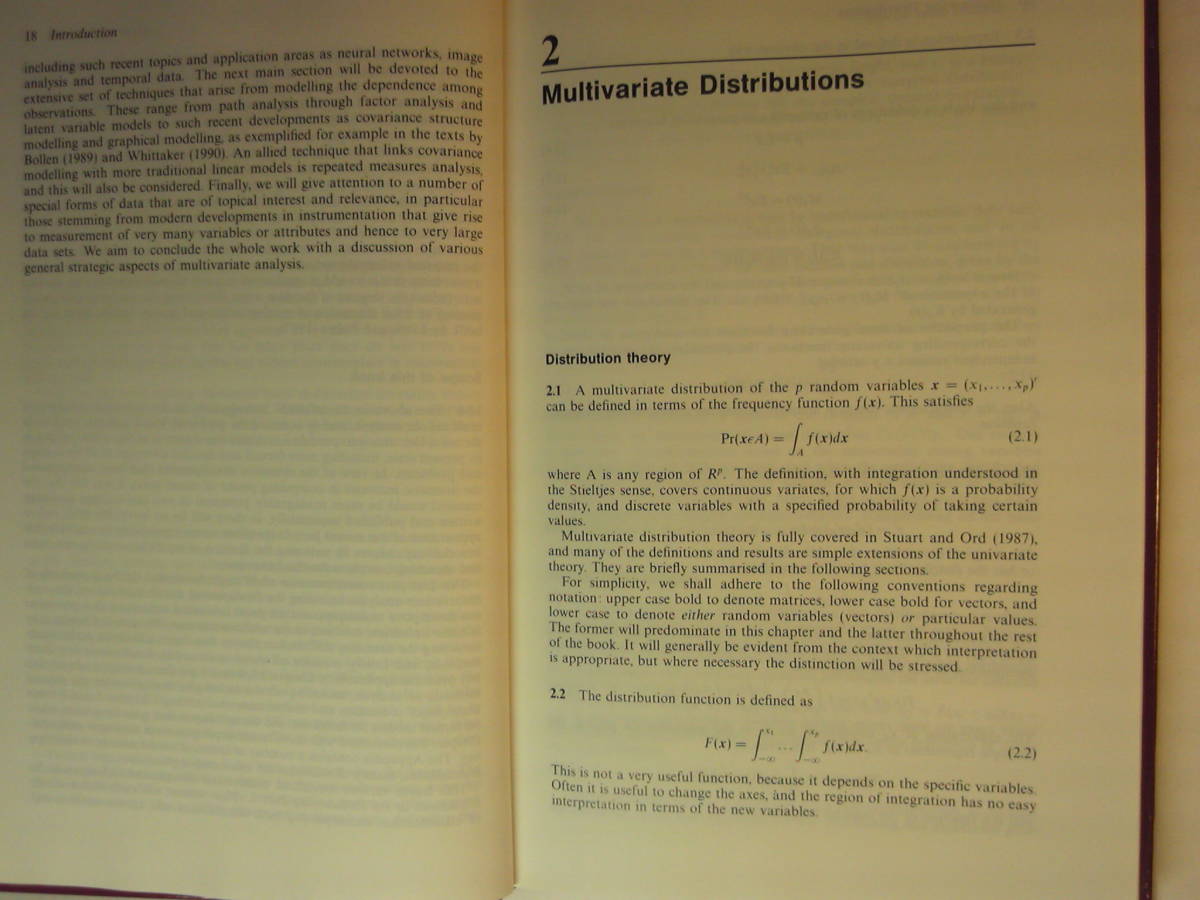 18 Introduction
including such recent topics and application areas as neural networks, image
analysis and temporal data. The next main section will be devoted to the
extensive set of techniques that arise from modelling the dependence among
observations. These range from path analysis through factor analysis and
latent variable models to such recent developments as covariance structure
modelling and graphical modelling, as exemplified for example in the texts by
Bollen (1989) and Whittaker (1990). An allied technique that links covariance
modelling with more traditional linear models is repeated measures analysis,
and this will also be considered. Finally, we will give attention to a number of
special forms of data that are of topical interest and relevance, in particular
those stemming from modern developments in instrumentation that give rise
to measurement of very many variables or attributes and hence to very large
data sets. We aim to conclude the whole work with a discussion of various
general strategic aspects of multivariate analysis.
2
Multivariate Distributions
Distribution theory
2.1 A multivariate distribution of the p random variables x = (x₁,..., xₚ)′
can be defined in terms of the frequency function f(x). This satisfies
Pr(xϵA) = ∫_A f(x)dx (2.1)
where A is any region of Rᵖ. The definition, with integration understood in
the Stieltjes sense, covers continuous variates, for which f(x) is a probability
density, and discrete variables with a specified probability of taking certain
values.
Multivariate distribution theory is fully covered in Stuart and Ord (1987),
and many of the definitions and results are simple extensions of the univariate
theory. They are briefly summarised in the following sections.
For simplicity, we shall adhere to the following conventions regarding
notation: upper case bold to denote matrices, lower case bold for vectors, and
lower case to denote either random variables (vectors) or particular values.
The former will predominate in this chapter and the latter throughout the rest
of the book. It will generally be evident from the context which interpretation
is appropriate, but where necessary the distinction will be stressed.
2.2 The distribution function is defined as
F(x) = ∫_{-∞}^{x₁} ... ∫_{-∞}^{xₚ} f(x)dx. (2.2)
This is not a very useful function, because it depends on the specific variables.
Often it is useful to change the axes, and the region of integration has no easy
interpretation in terms of the new variables.